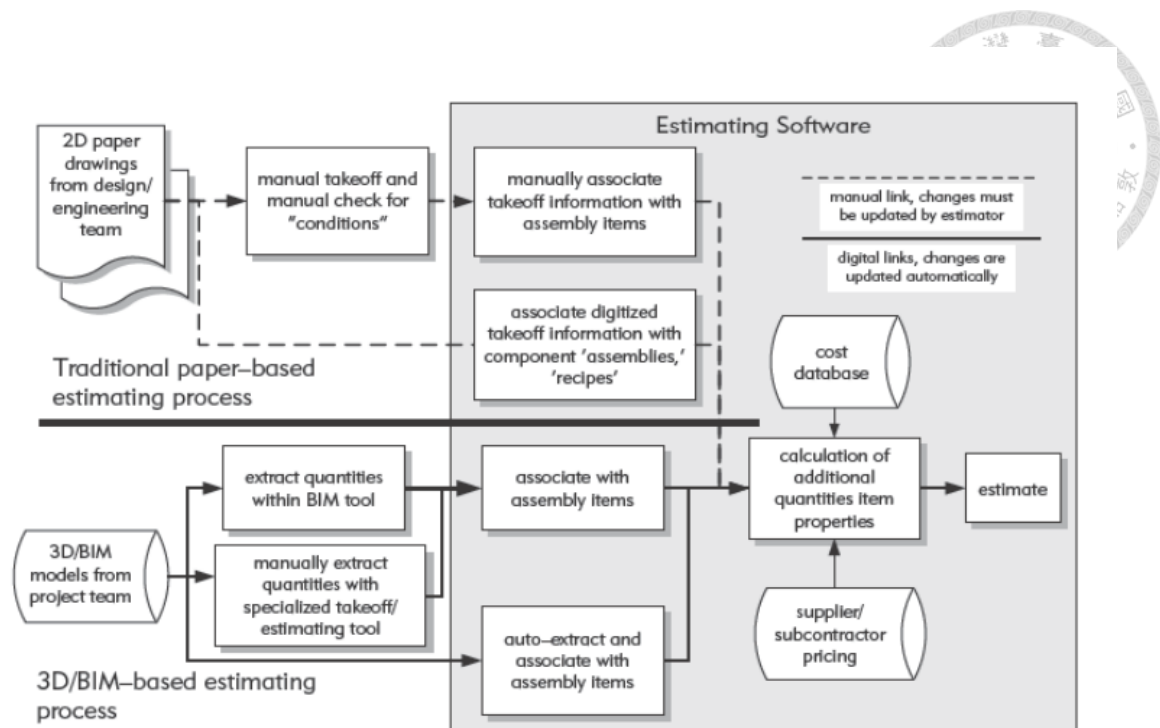 Estimating Software
2D paper
drawings
from design/
engineering
team
manual takeoff and
manual check for
"conditions"
manually associate
takeoff information with
assembly items
manual link, changes must
be updated by estimator
digital links, changes are
updated automatically
associate digitized
takeoff information with
component 'assemblies,'
'recipes'
Traditional paper-based
estimating process
cost
database
extract quantities
within BIM tool
associate with
assembly items
calculation of
additional
quantities item
properties
estimate
3D/BIM
models from
project team
manually extract
quantities with
specialized takeoff/
estimating tool
auto-extract and
associate with
assembly items
supplier/
subcontractor
pricing
3D/BIM-based estimating
process